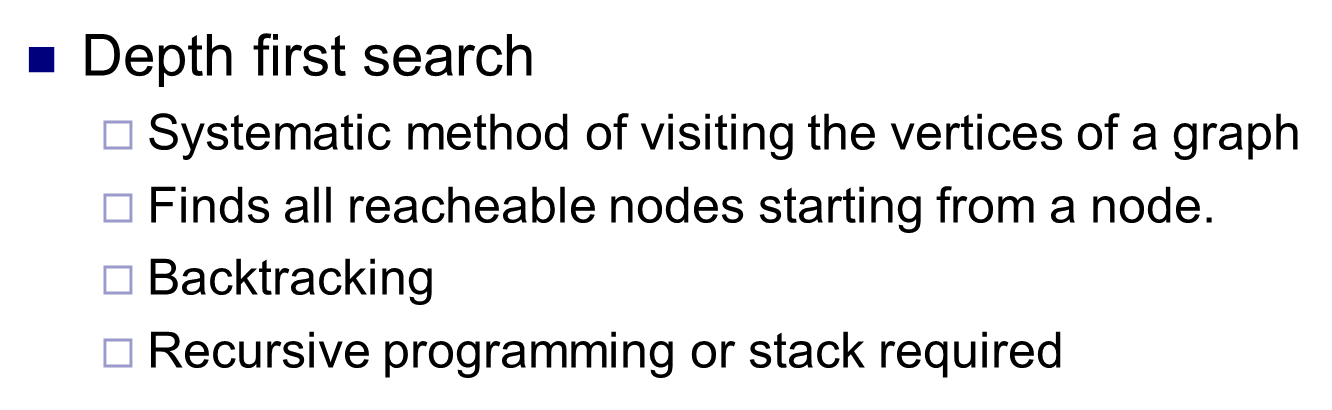 Depth first search
Systematic method of visiting the vertices of a graph
Finds all reacheable nodes starting from a node.
Backtracking
Recursive programming or stack required